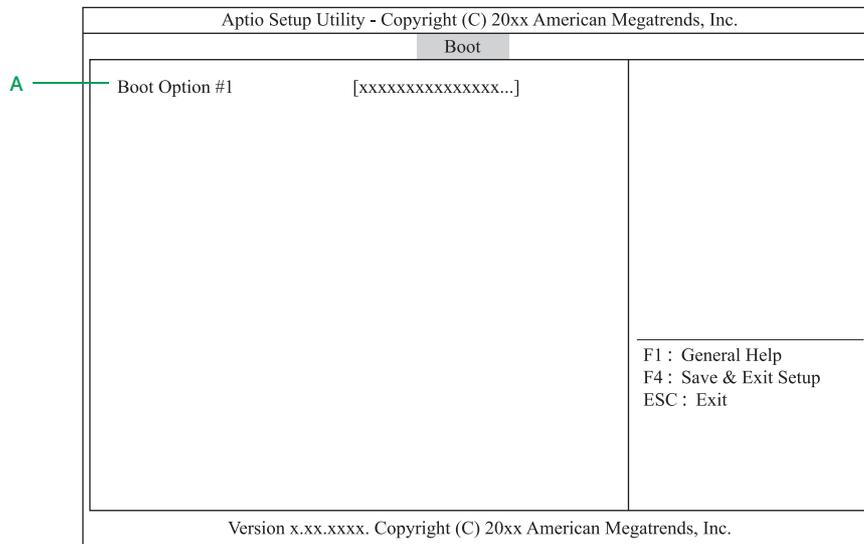 Aptio Setup Utility - Copyright (C) 20xx American Megatrends, Inc.
Boot
A
Boot Option #1 [xxxxxxxxxxxxxxx...]
F1 : General Help
F4 : Save & Exit Setup
ESC : Exit
Version x.xx.xxxx. Copyright (C) 20xx American Megatrends, Inc.